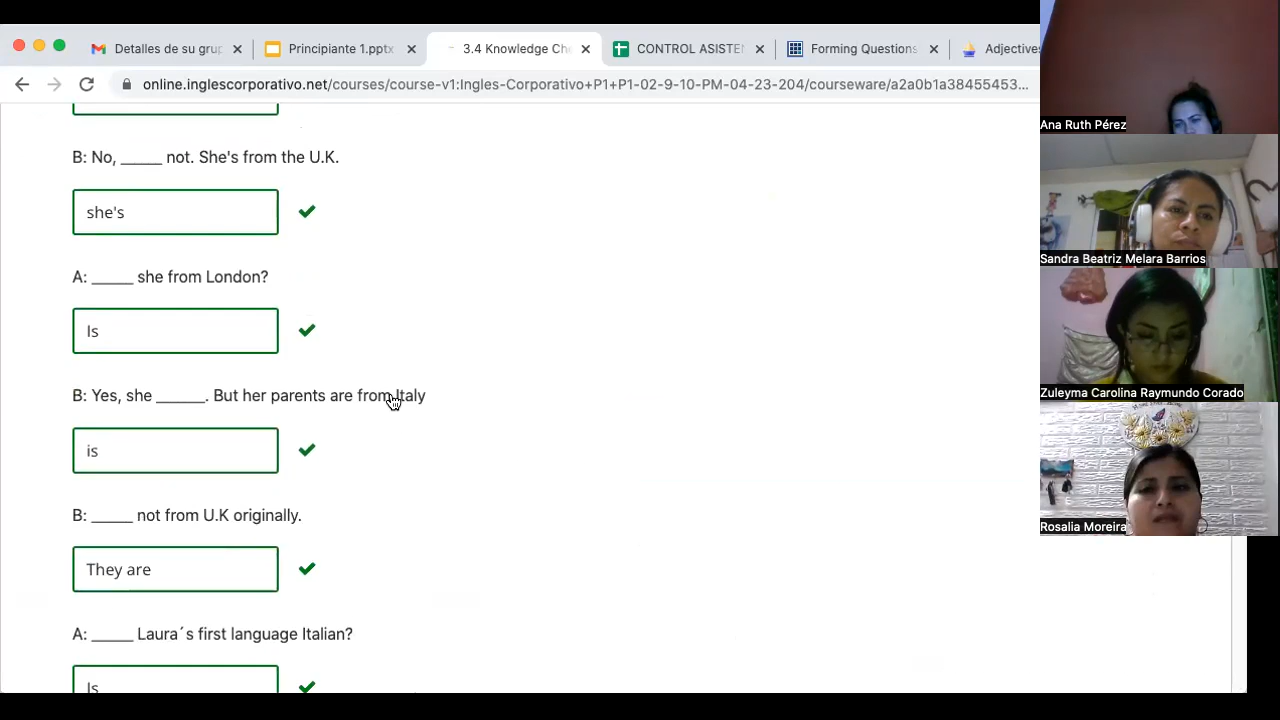 Detalles de su grup
Principiante 1.pptx
3.4 Knowledge Che
CONTROL ASISTEN
Forming Questions
Adjectives
online.inglescorporativo.net/courses/course-v1:Ingles-Corporativo+P1+P1-02-9-10-PM-04-23-204/courseware/a2a0b1a38455453...
Ana Ruth Pérez
B: No, _____ not. She's from the U.K.
she's
Sandra Beatriz Melara Barrios
A: _____ she from London?
Is
B: Yes, she ______. But her parents are from Italy
Zuleyma Carolina Raymundo Corado
is
B: _____ not from U.K originally.
Rosalia Moreira
They are
A: _____ Laura´s first language Italian?
Is